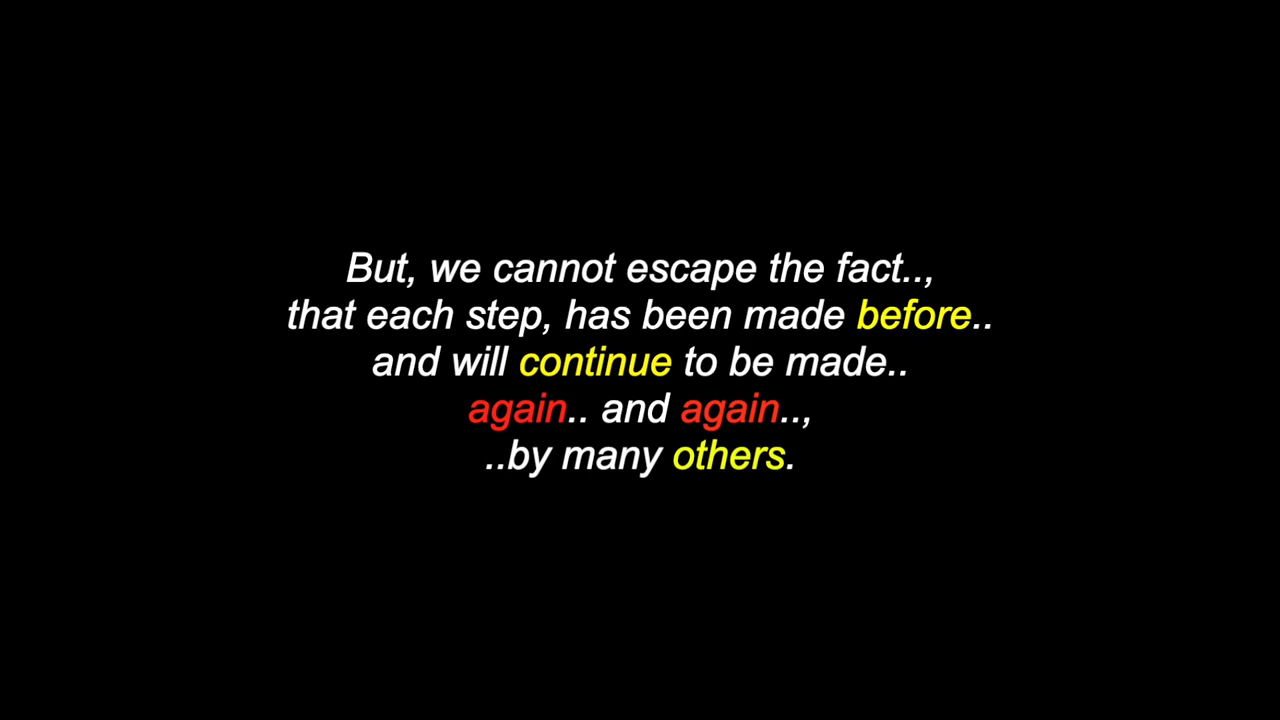 But, we cannot escape the fact..,
that each step, has been made before..
and will continue to be made..
again.. and again..,
..by many others.